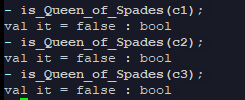 - is_Queen_of_Spades(c1);
val it = false : bool
- is_Queen_of_Spades(c2);
val it = false : bool
- is_Queen_of_Spades(c3);
val it = false : bool